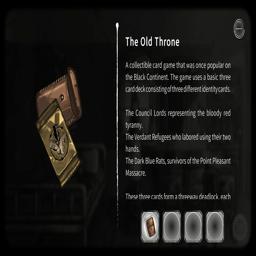 The Old Throne
A collectible card game that was once popular on
the Black Continent. The game uses a basic three
card deck consisting of three different identity cards.
The Council Lords representing the bloody red
tyranny.
The Verdant Refugees who labored using their two
hands.
The Dark Blue Rats, survivors of the Point Pleasant
Massacre.
These three cards form a threeway deadlock, each